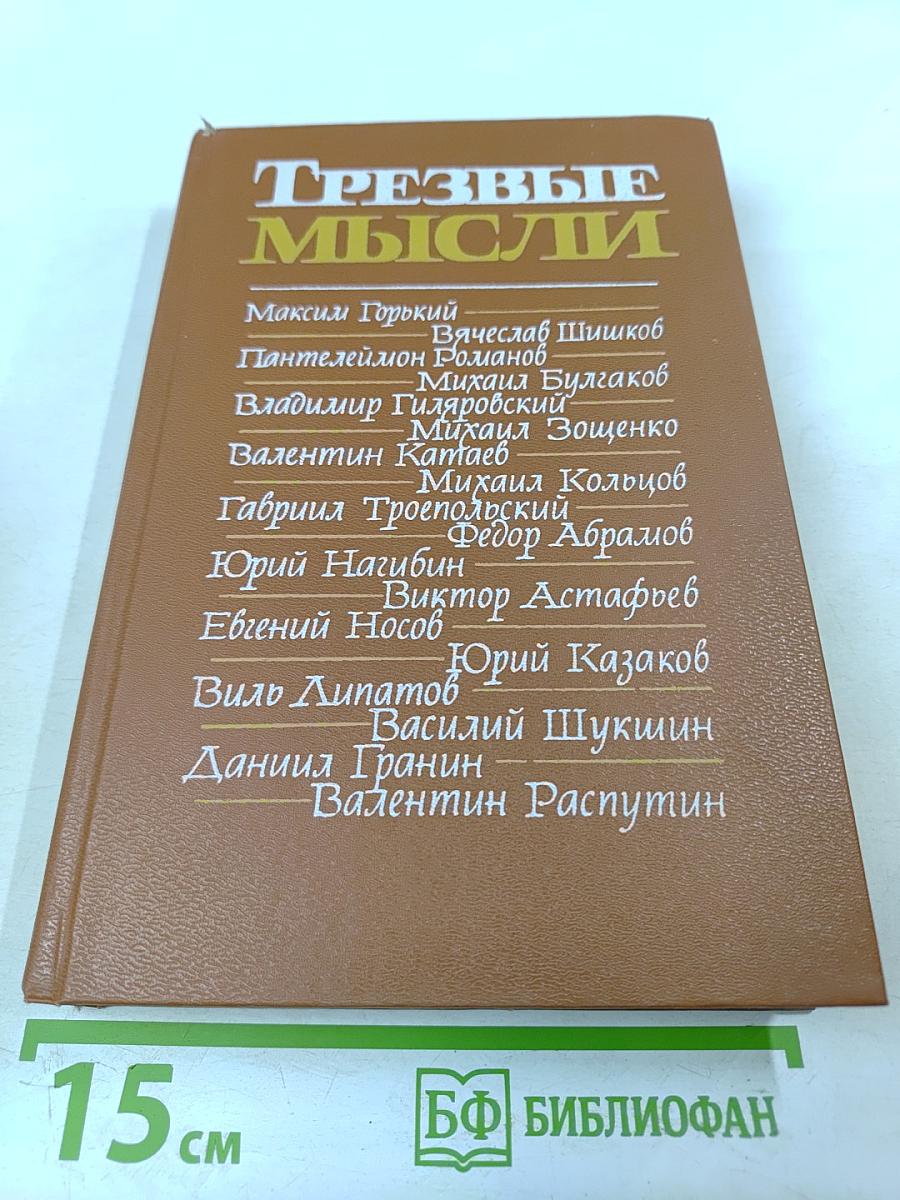 ТРЕЗВЫЕ
МЫСЛИ
Максим Горький
Вячеслав Шишков
Пантелеймон Романов
Михаил Булгаков
Владимир Гиляровский
Михаил Зощенко
Валентин Катаев
Михаил Кольцов
Гавриил Троепольский
Федор Абрамов
Юрий Нагибин
Виктор Астафьев
Евгений Носов
Юрий Казаков
Виль Липатов
Василий Шукшин
Даниил Гранин
Валентин Распутин
15 см
БФ БИБЛИОФАН